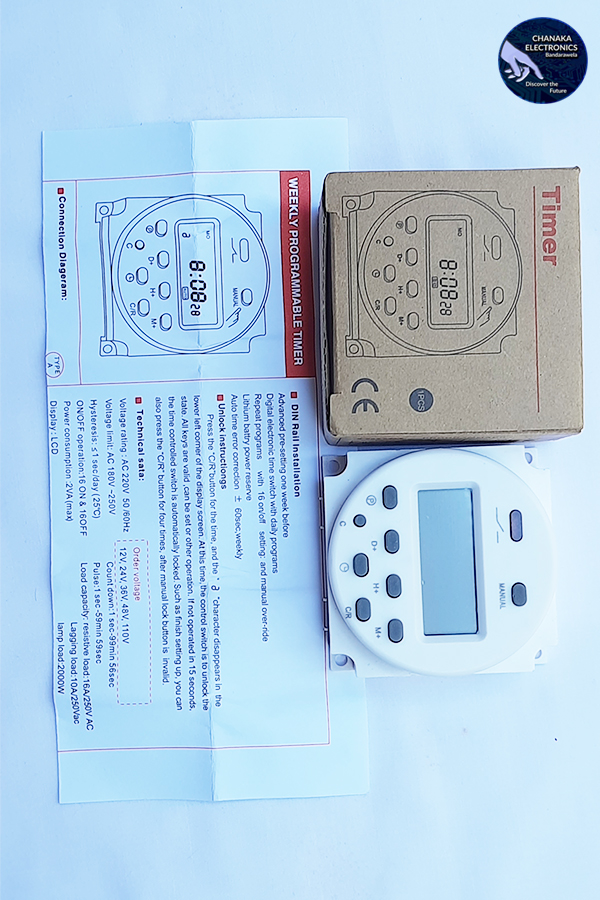 CHANAKA
ELECTRONICS
Bandarawela
Discover the
Future
WEEKLY PROGRAMMABLE TIMER
MO
8:08 28
MANUAL
P
D+
H+
M+
C
C/R
Connection Diageram:
TYPE
A
DIN Rail Installation
Advanced pre-setting one week before
Digital electronic time switch with daily programs
Repeat programs with 16 on/off setting: and manual over-ride
Lithium battry power reserve
Auto time error correction ± 60sec,weekly
Unlock instructiongs
Press the "C/R"button for the time, and the " "character disappears in the
lower left corner of the display screen. At this time, the control switch is to unlock the
state. All keys are valid ,can be set or other operation. If not operated in 15 seconds,
the time controlled switch is automatically locked. Such as finish setting up, you can
also press the "C/R" button for four times, after manual lock button is invalid.
Technical sata:
Voltage rating: AC 220V 50 /60Hz
Voltage limit: AC 180V ~250V
Hysteresis: ≤1 sec/day (25℃)
ON/OFF operation:16 ON & 16OFF
Power consumption :2VA(max)
Display : LCD
Order voltage
12V, 24V, 36V, 48V, 110V
Count down:1 sec-99min 56sec
Pulse:1 sec~59min 59sec
Load capacity: resistive load:16A/250V AC
Lagging load:10A/250Vac
lamp load:2000W
Timer
MO
8:08 28
MANUAL
P
D+
H+
M+
C
C/R
CE
1PCS
MANUAL
P
D+
H+
M+
C
C/R